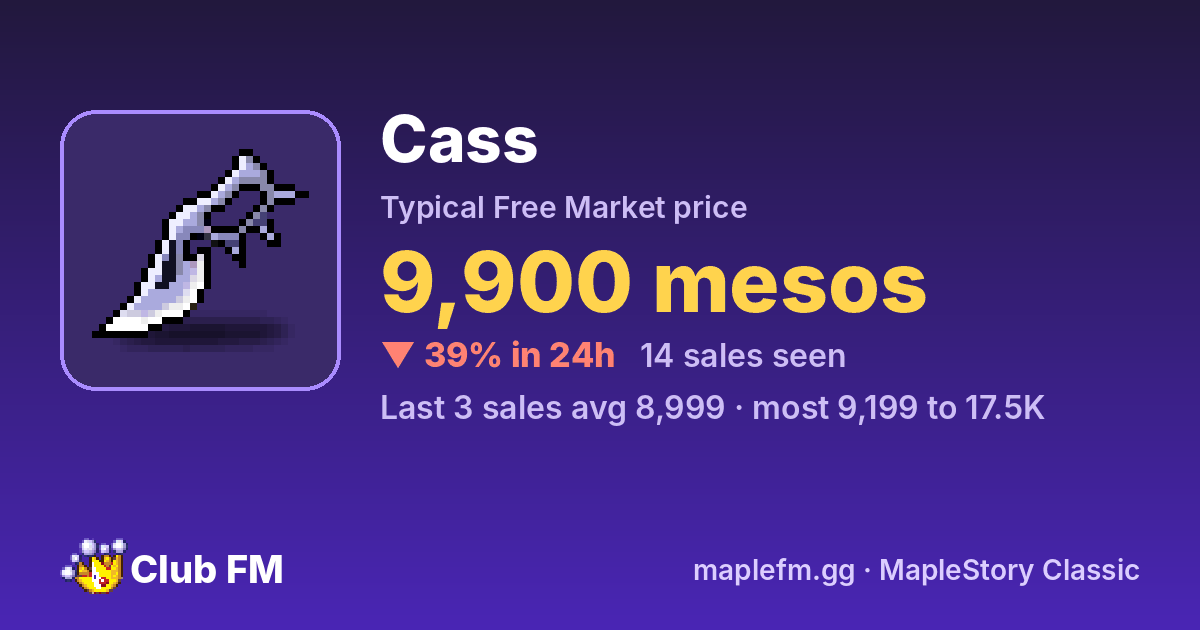 Cass
Typical Free Market price
9,900 mesos
▼ 39% in 24h 14 sales seen
Last 3 sales avg 8,999 · most 9,199 to 17.5K
Club FM
maplefm.gg · MapleStory Classic